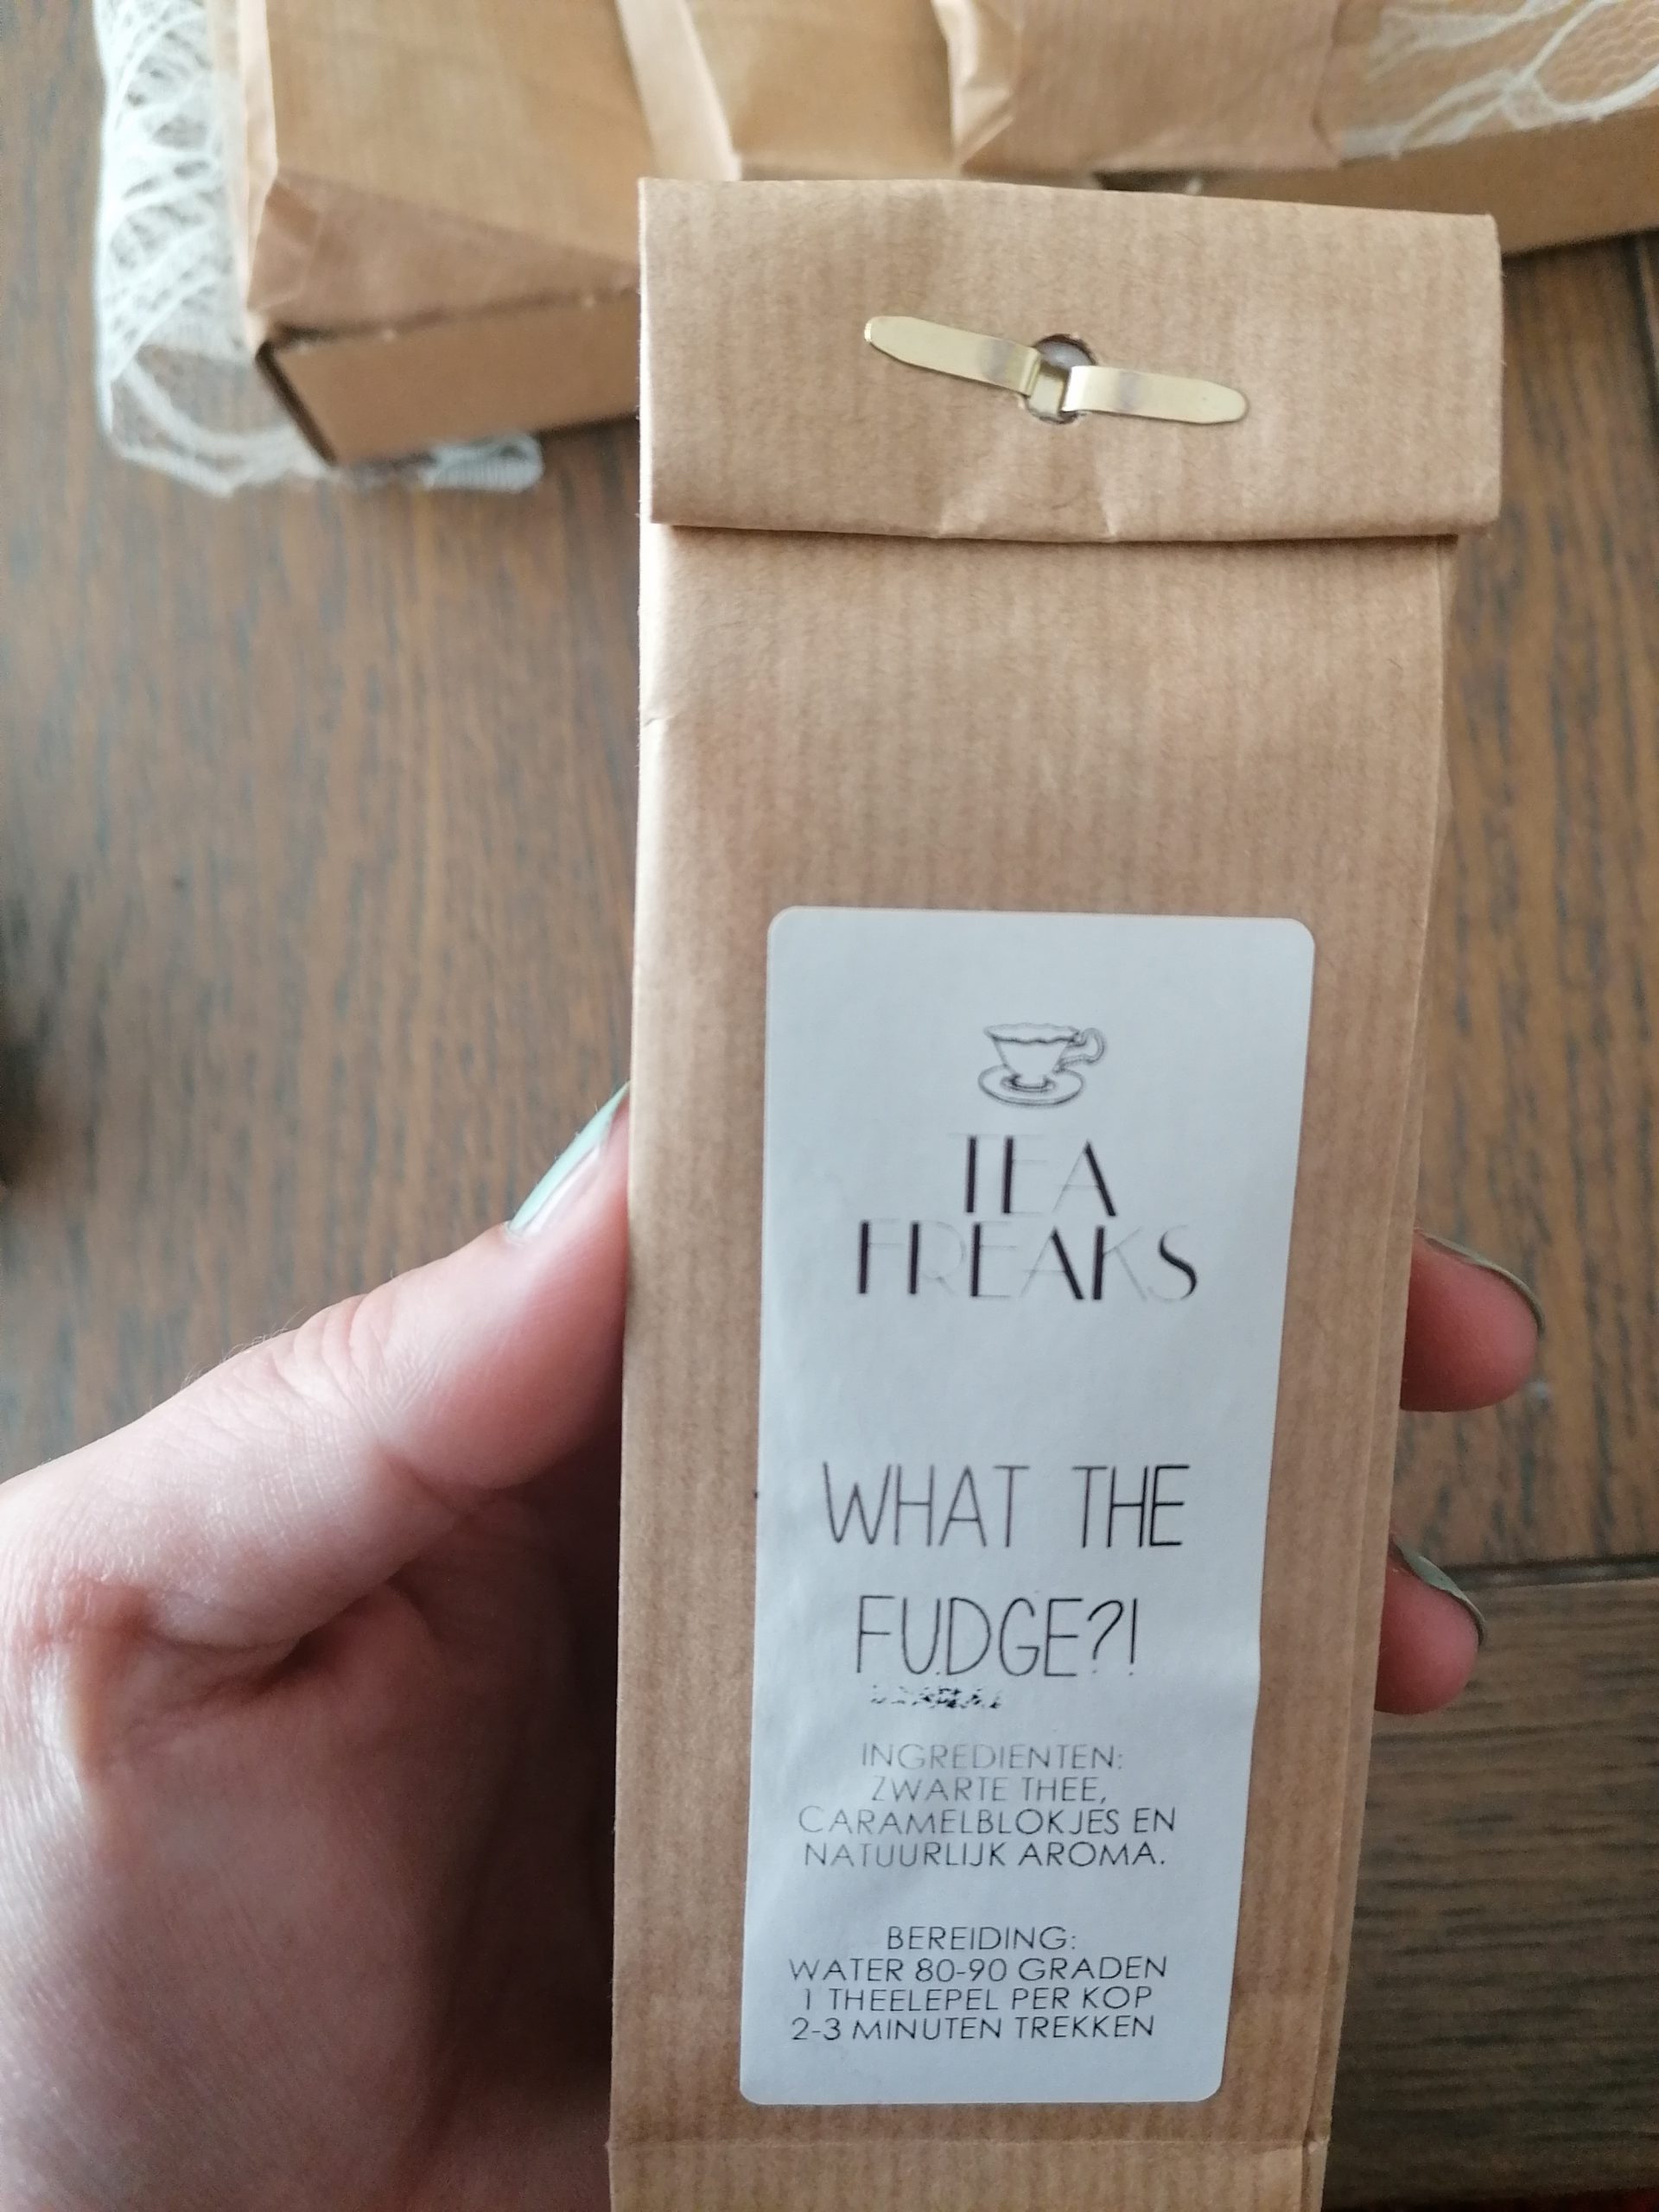 TEA
FREAKS
WHAT THE
FUDGE?!
INGREDIENTEN:
ZWARTE THEE,
CARAMELBLOKJES EN
NATUURLIJK AROMA.
BEREIDING:
WATER 80-90 GRADEN
1 THEELEPEL PER KOP
2-3 MINUTEN TREKKEN